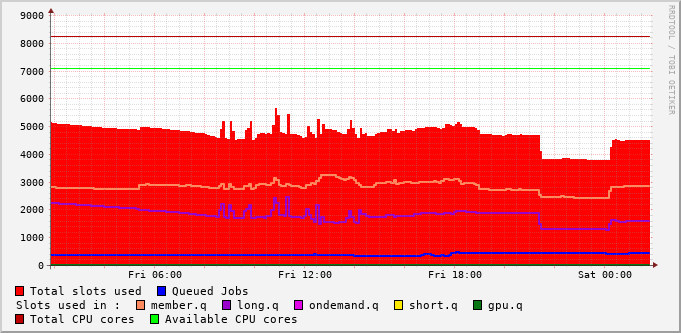 9000
8000
7000
6000
5000
4000
3000
2000
1000
0
Fri 06:00 Fri 12:00 Fri 18:00 Sat 00:00
RRDTOOL / TOBI OETIKER
Total slots used Queued Jobs
Slots used in : member.q long.q ondemand.q short.q gpu.q
Total CPU cores Available CPU cores